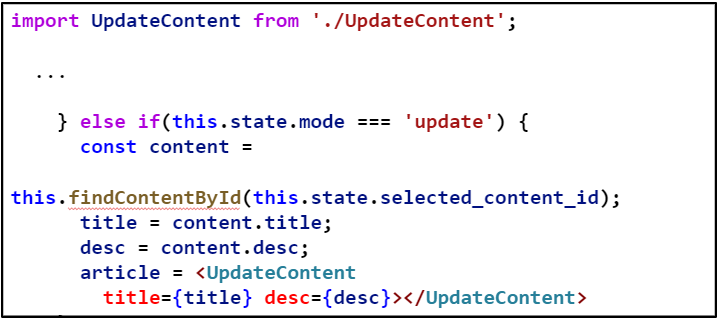 import UpdateContent from './UpdateContent';
...
} else if(this.state.mode === 'update') {
const content =
this.findContentById(this.state.selected_content_id);
title = content.title;
desc = content.desc;
article = <UpdateContent
title={title} desc={desc}></UpdateContent>